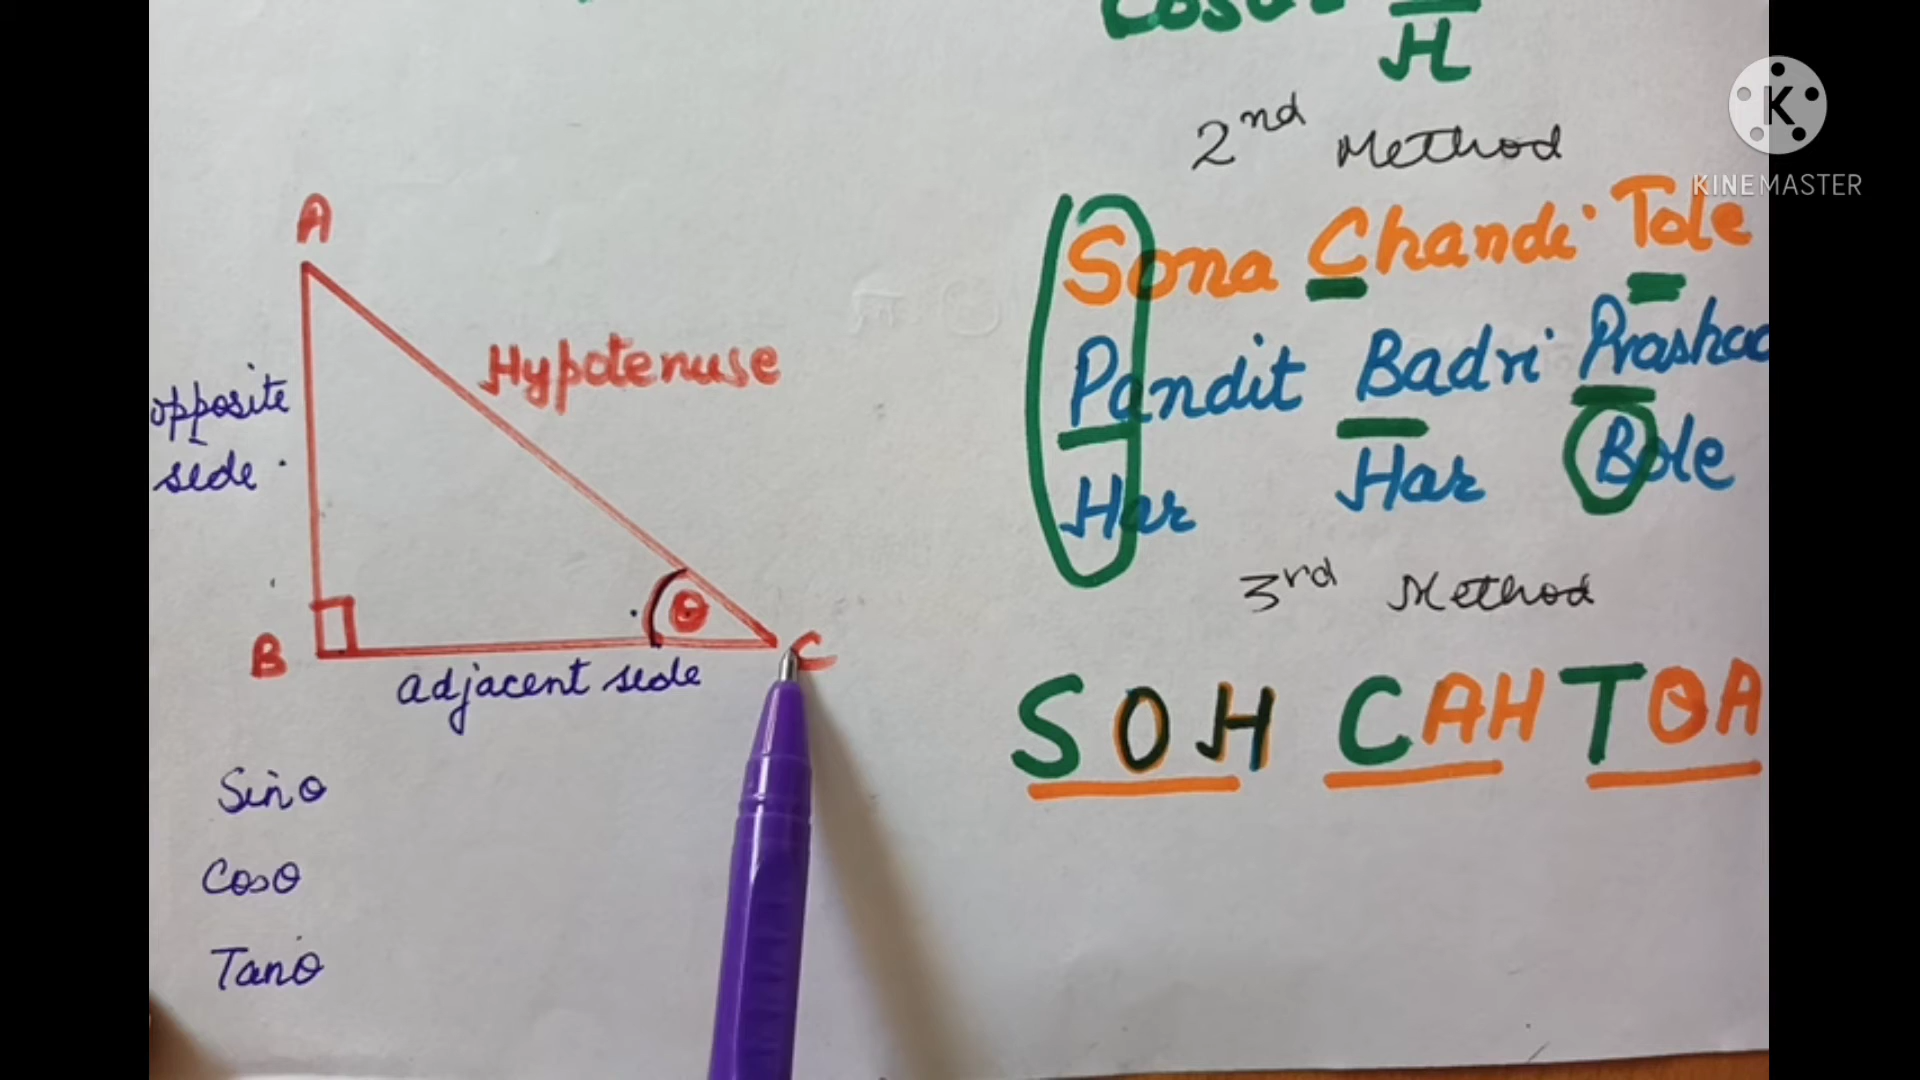 Cosθ =
H
2nd Method
KINEMASTER
Sona Chandi Tole
Pandit Badri Prashad
Har Har Bole
3rd Method
SOH CAH TOA
A
Hypotenuse
opposite
side
θ
B
C
adjacent side
Sinθ
Cosθ
Tanθ